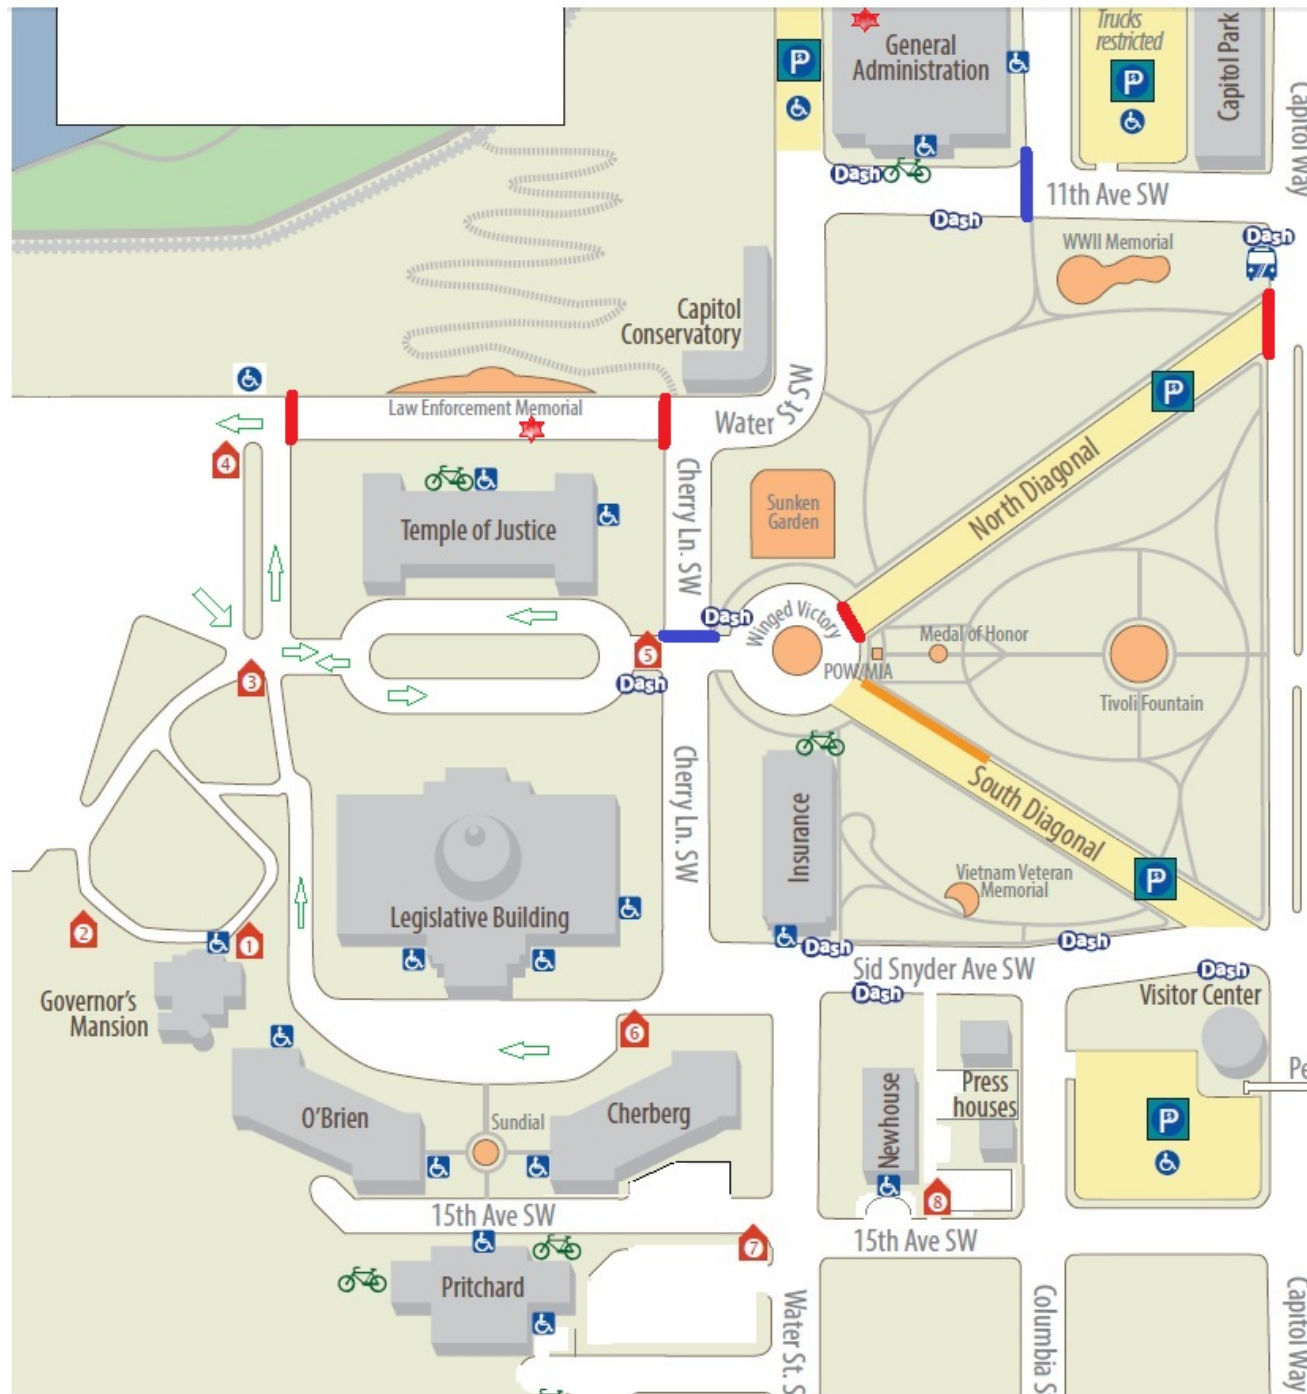 Trucks
restricted
P
General
Administration
P
P
Capitol Park
Capitol Way
Dash
11th Ave SW
Dash
Dash
WWII Memorial
Capitol
Conservatory
P
Law Enforcement Memorial
Water St SW
4
Cherry Ln. SW
North Diagonal
Sunken
Garden
Temple of Justice
Dash
Winged Victory
Medal of Honor
5
POW/MIA
3
Dash
Tivoli Fountain
Cherry Ln. SW
South Diagonal
Insurance
Vietnam Veteran
Memorial
P
Legislative Building
2
1
Dash
Dash
Sid Snyder Ave SW
Dash
Dash
Visitor Center
Governor's
Mansion
6
Newhouse
Press
houses
O'Brien
Sundial
Cherberg
P
Pe
8
15th Ave SW
7
15th Ave SW
Pritchard
Water St. S
Columbia S
Capitol Way